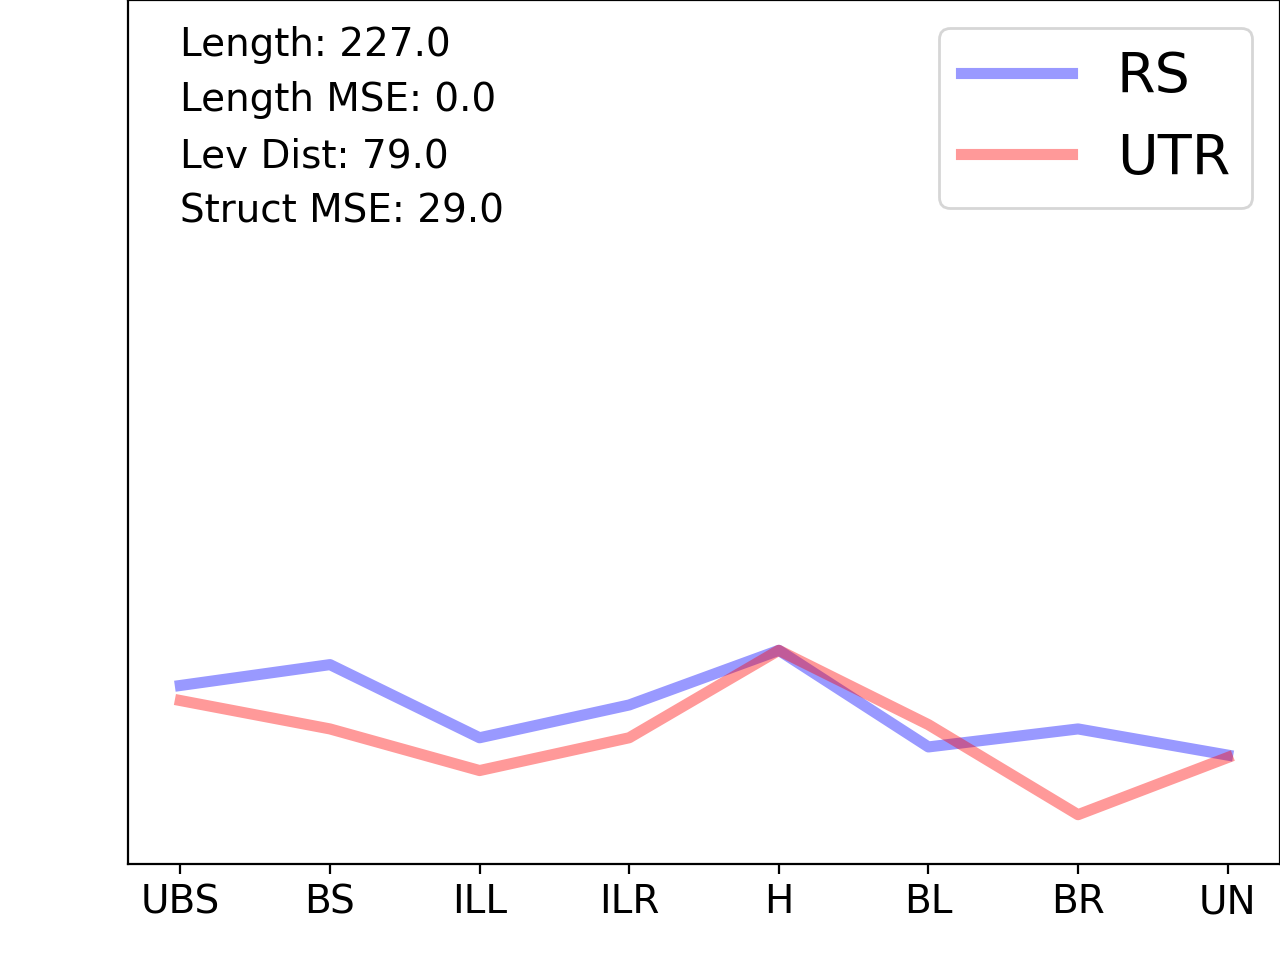 Length: 227.0
Length MSE: 0.0
Lev Dist: 79.0
Struct MSE: 29.0
RS
UTR
UBS BS ILL ILR H BL BR UN